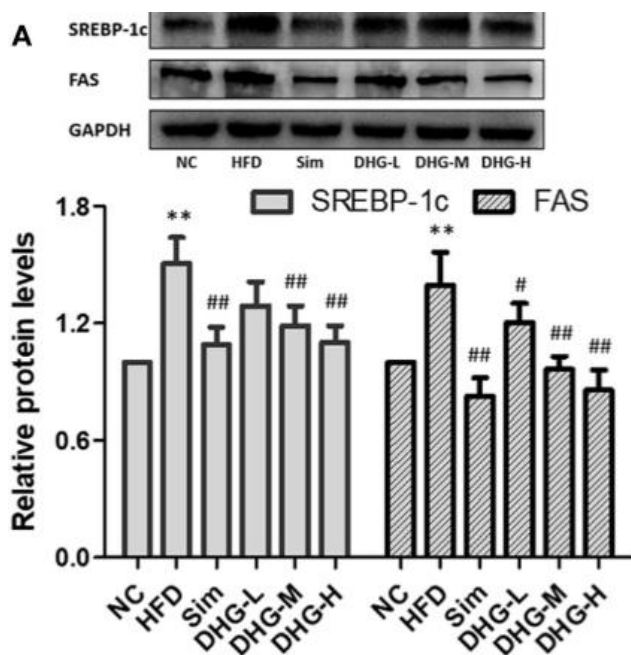 A
SREBP-1c
FAS
GAPDH
NC HFD Sim DHG-L DHG-M DHG-H
SREBP-1c FAS
Relative protein levels
1.8
1.2
0.6
0.0
** ## ## ##
** ## # ## ##
NC HFD Sim DHG-L DHG-M DHG-H
NC HFD Sim DHG-L DHG-M DHG-H